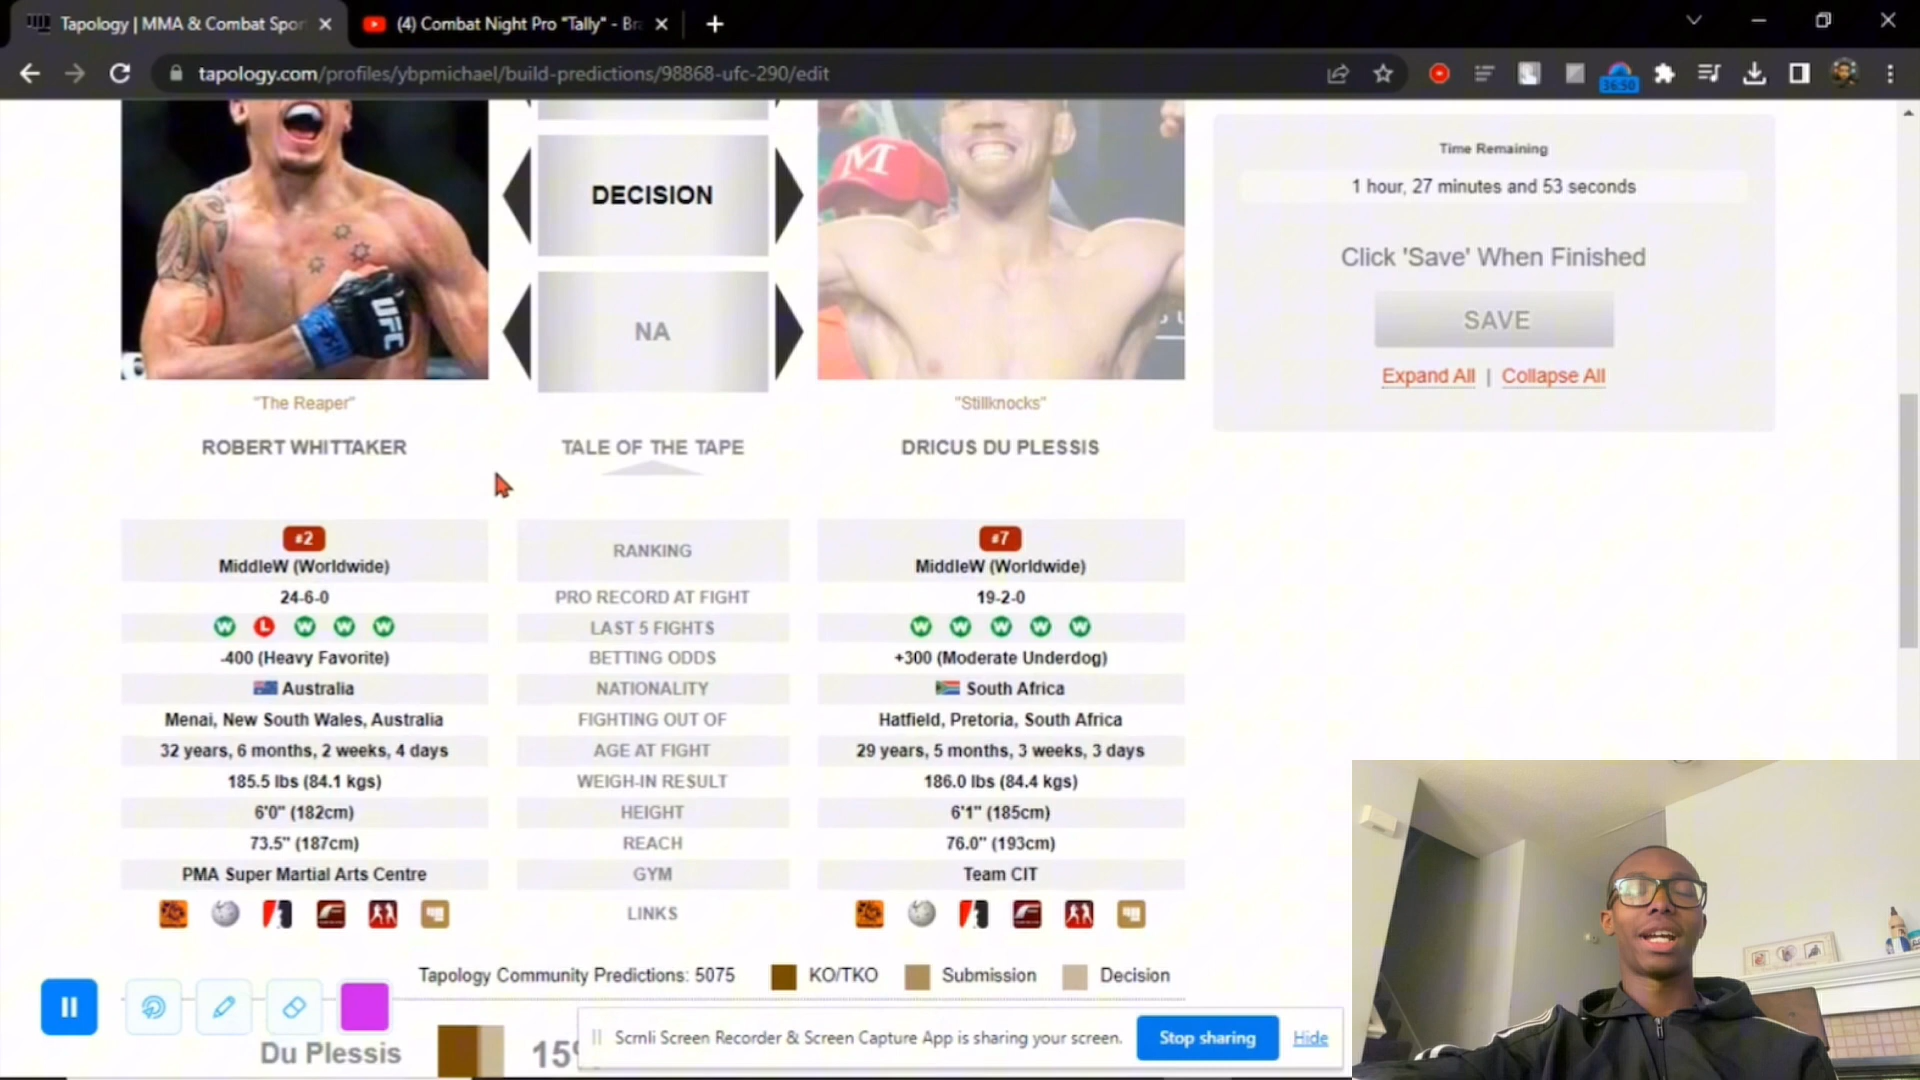 Tapology | MMA & Combat Spor
(4) Combat Night Pro "Tally" - Bra
tapology.com/profiles/ybpmichael/build-predictions/98868-ufc-290/edit
36:50
M
UFC
DECISION
NA
Time Remaining
1 hour, 27 minutes and 53 seconds
Click 'Save' When Finished
SAVE
Expand All | Collapse All
"The Reaper"
"Stillknocks"
ROBERT WHITTAKER
TALE OF THE TAPE
DRICUS DU PLESSIS
#2
MiddleW (Worldwide)
RANKING
#7
MiddleW (Worldwide)
24-6-0
PRO RECORD AT FIGHT
19-2-0
W L W W W
LAST 5 FIGHTS
W W W W W
-400 (Heavy Favorite)
BETTING ODDS
+300 (Moderate Underdog)
Australia
NATIONALITY
South Africa
Menai, New South Wales, Australia
FIGHTING OUT OF
Hatfield, Pretoria, South Africa
32 years, 6 months, 2 weeks, 4 days
AGE AT FIGHT
29 years, 5 months, 3 weeks, 3 days
185.5 lbs (84.1 kgs)
WEIGH-IN RESULT
186.0 lbs (84.4 kgs)
6'0" (182cm)
HEIGHT
6'1" (185cm)
73.5" (187cm)
REACH
76.0" (193cm)
PMA Super Martial Arts Centre
GYM
Team CIT
LINKS
Tapology Community Predictions: 5075
KO/TKO
Submission
Decision
Du Plessis
15%
Scrnli Screen Recorder & Screen Capture App is sharing your screen.
Stop sharing
Hide